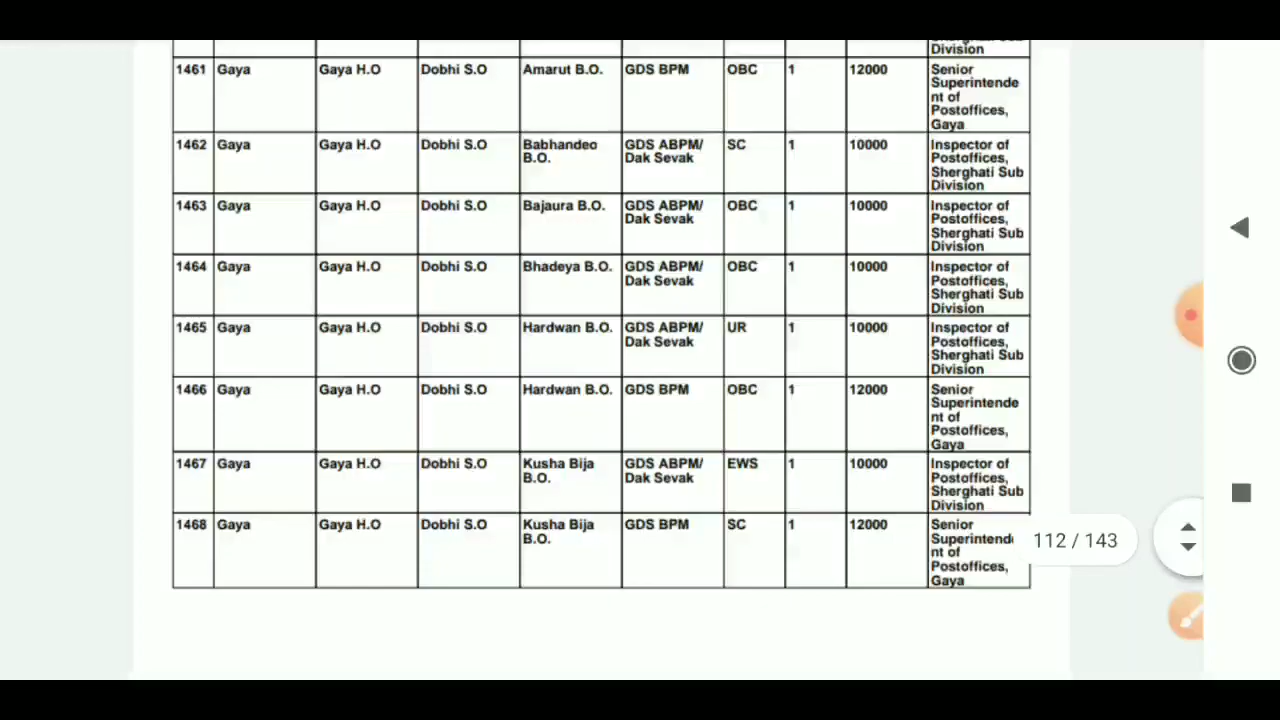 Division
1461 Gaya Gaya H.O Dobhi S.O Amarut B.O. GDS BPM OBC 1 12000 Senior
Superintende
nt of
Postoffices,
Gaya
1462 Gaya Gaya H.O Dobhi S.O Babhandeo GDS ABPM/ SC 1 10000 Inspector of
B.O. Dak Sevak Postoffices,
Sherghati Sub
Division
1463 Gaya Gaya H.O Dobhi S.O Bajaura B.O. GDS ABPM/ OBC 1 10000 Inspector of
Dak Sevak Postoffices,
Sherghati Sub
Division
1464 Gaya Gaya H.O Dobhi S.O Bhadeya B.O. GDS ABPM/ OBC 1 10000 Inspector of
Dak Sevak Postoffices,
Sherghati Sub
Division
1465 Gaya Gaya H.O Dobhi S.O Hardwan B.O. GDS ABPM/ UR 1 10000 Inspector of
Dak Sevak Postoffices,
Sherghati Sub
Division
1466 Gaya Gaya H.O Dobhi S.O Hardwan B.O. GDS BPM OBC 1 12000 Senior
Superintende
nt of
Postoffices,
Gaya
1467 Gaya Gaya H.O Dobhi S.O Kusha Bija GDS ABPM/ EWS 1 10000 Inspector of
B.O. Dak Sevak Postoffices,
Sherghati Sub
Division
1468 Gaya Gaya H.O Dobhi S.O Kusha Bija GDS BPM SC 1 12000 Senior
B.O. Superintend
nt of
Postoffices,
Gaya
112 / 143